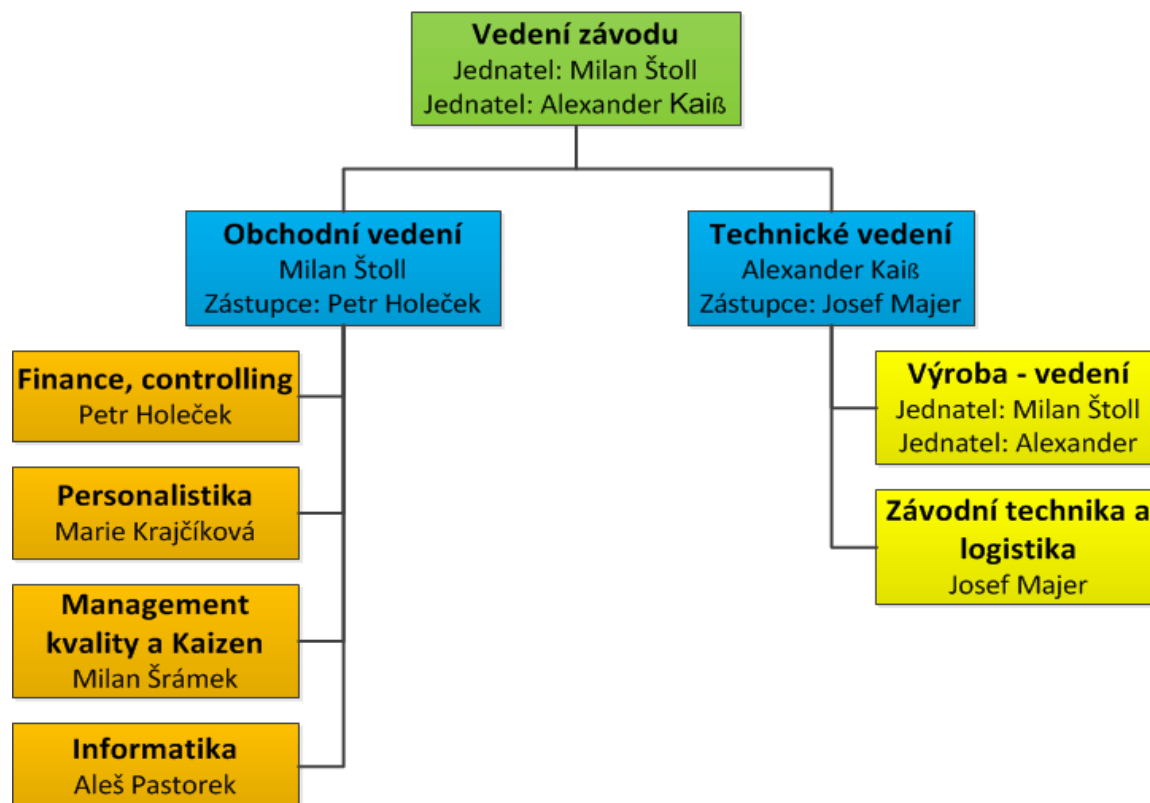 Vedení závodu
Jednatel: Milan Štoll
Jednatel: Alexander Kaiß
Obchodní vedení
Milan Štoll
Zástupce: Petr Holeček
Technické vedení
Alexander Kaiß
Zástupce: Josef Majer
Finance, controlling
Petr Holeček
Personalistika
Marie Krajčíková
Management
kvality a Kaizen
Milan Šrámek
Informatika
Aleš Pastorek
Výroba - vedení
Jednatel: Milan Štoll
Jednatel: Alexander
Závodní technika a
logistika
Josef Majer